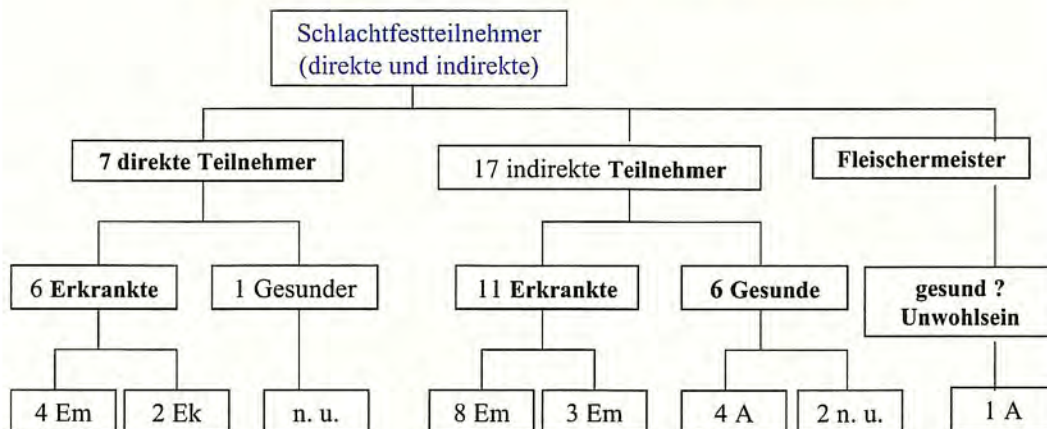 Schlachtfestteilnehmer
(direkte und indirekte)
7 direkte Teilnehmer
17 indirekte Teilnehmer
Fleischermeister
6 Erkrankte
1 Gesunder
11 Erkrankte
6 Gesunde
gesund ?
Unwohlsein
4 Em
2 Ek
n. u.
8 Em
3 Em
4 A
2 n. u.
1 A